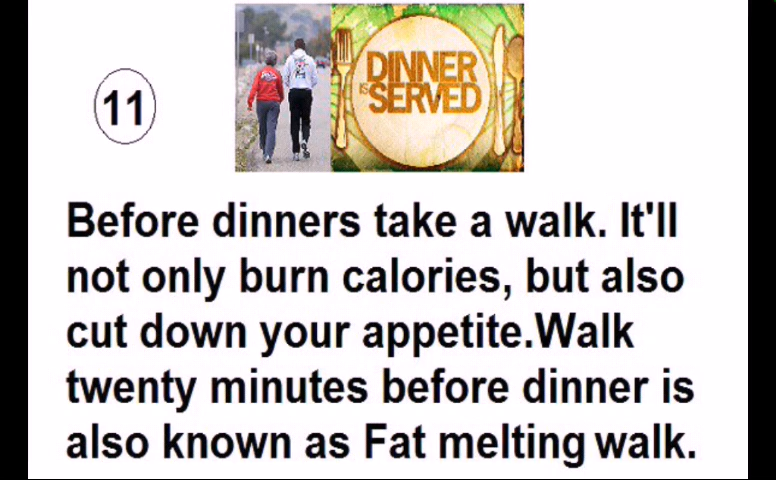 11
DINNER
IS SERVED
Before dinners take a walk. It'll
not only burn calories, but also
cut down your appetite.Walk
twenty minutes before dinner is
also known as Fat melting walk.